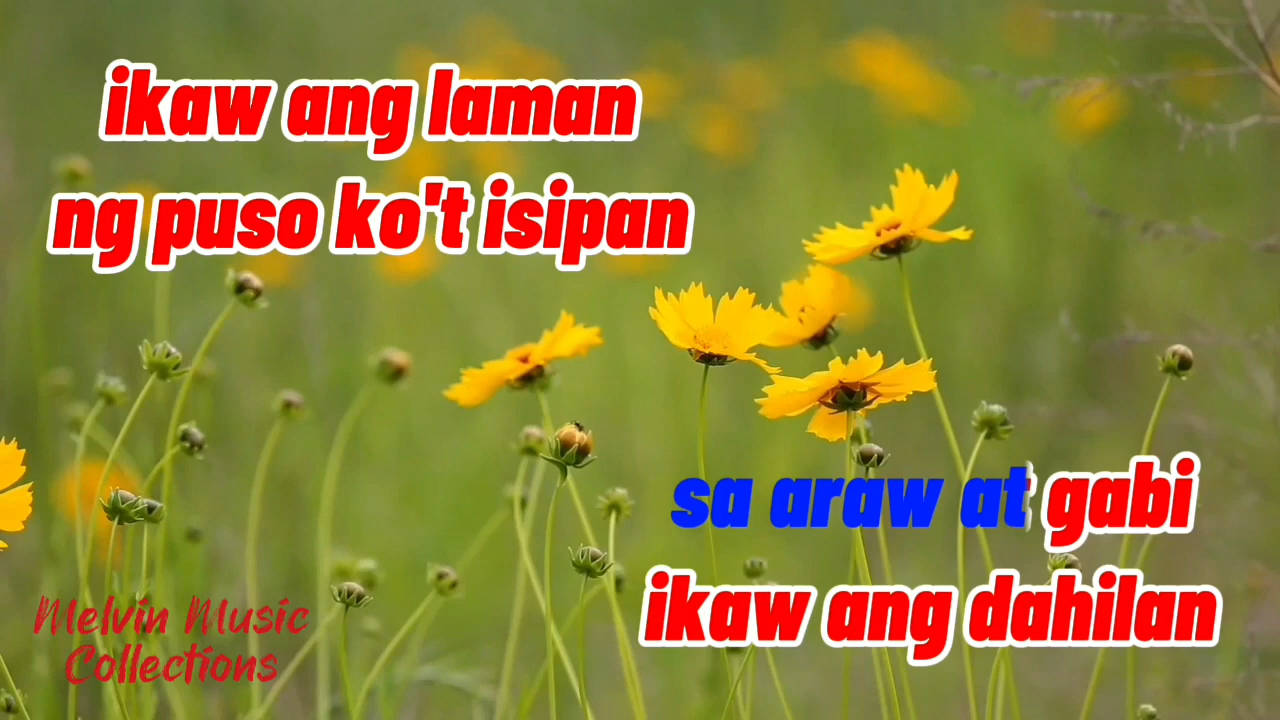 ikaw ang laman
ng puso ko't isipan
sa araw at gabi
ikaw ang dahilan
Melvin Music
Collections